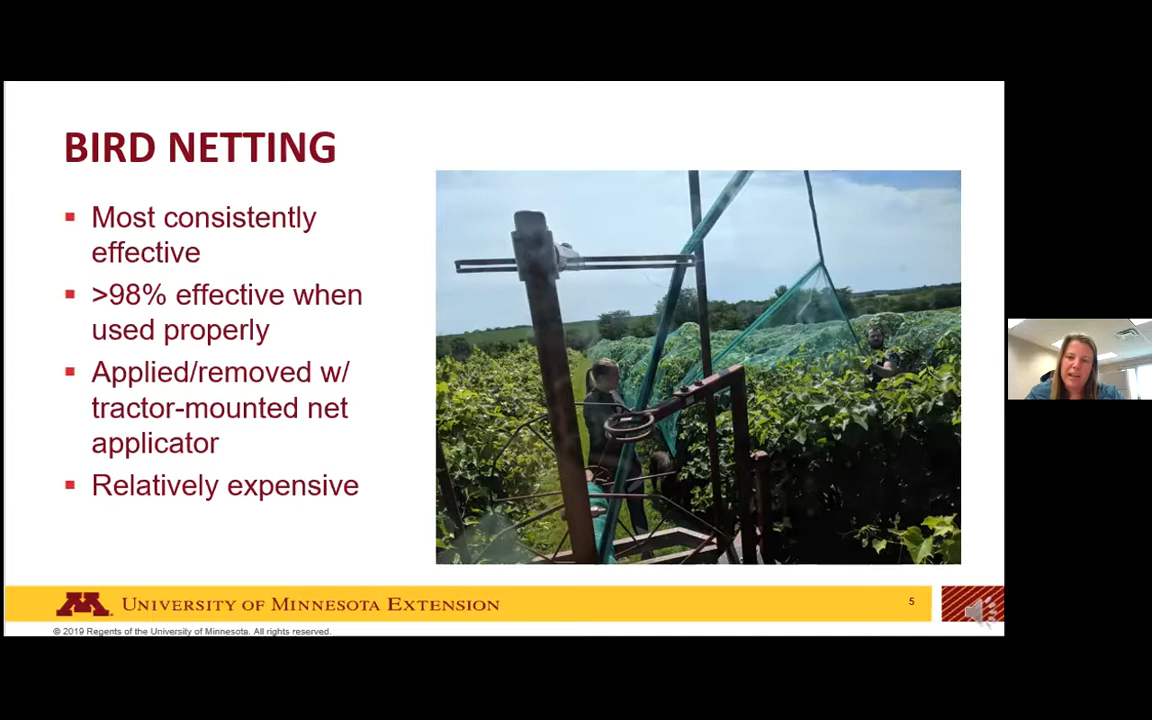 BIRD NETTING
▪ Most consistently
effective
▪ >98% effective when
used properly
▪ Applied/removed w/
tractor-mounted net
applicator
▪ Relatively expensive
M UNIVERSITY OF MINNESOTA EXTENSION
5
© 2019 Regents of the University of Minnesota. All rights reserved.